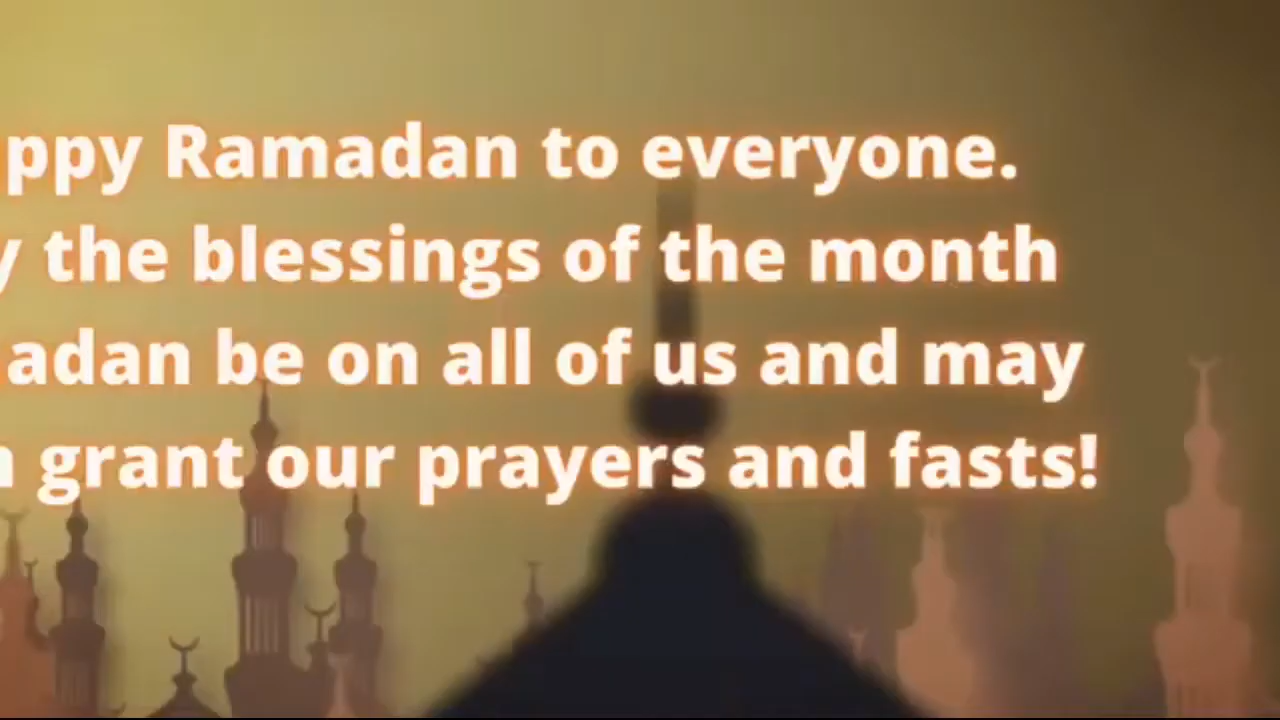 ppy Ramadan to everyone.
y the blessings of the month
adan be on all of us and may
grant our prayers and fasts!